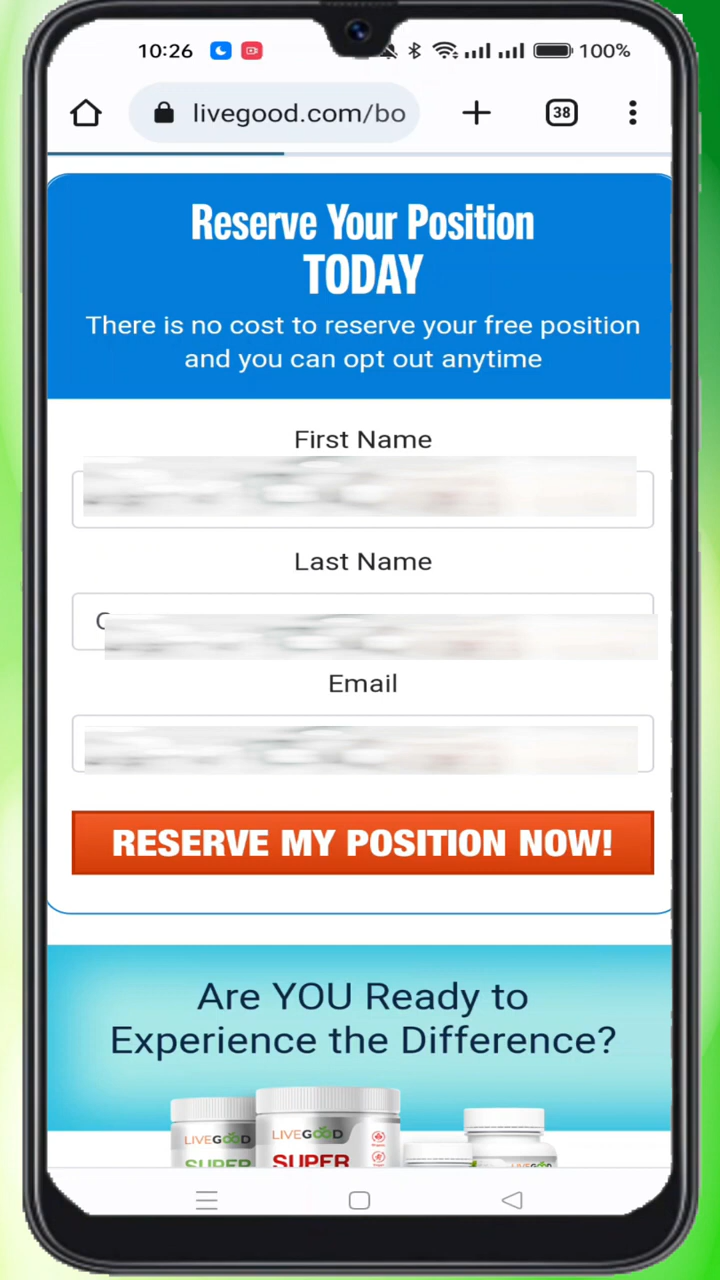 10:26
100%
livegood.com/bo
38
Reserve Your Position
TODAY
There is no cost to reserve your free position
and you can opt out anytime
First Name
Last Name
Email
RESERVE MY POSITION NOW!
Are YOU Ready to
Experience the Difference?
LIVEGOOD
LIVEGOOD
SUPER
SUPER